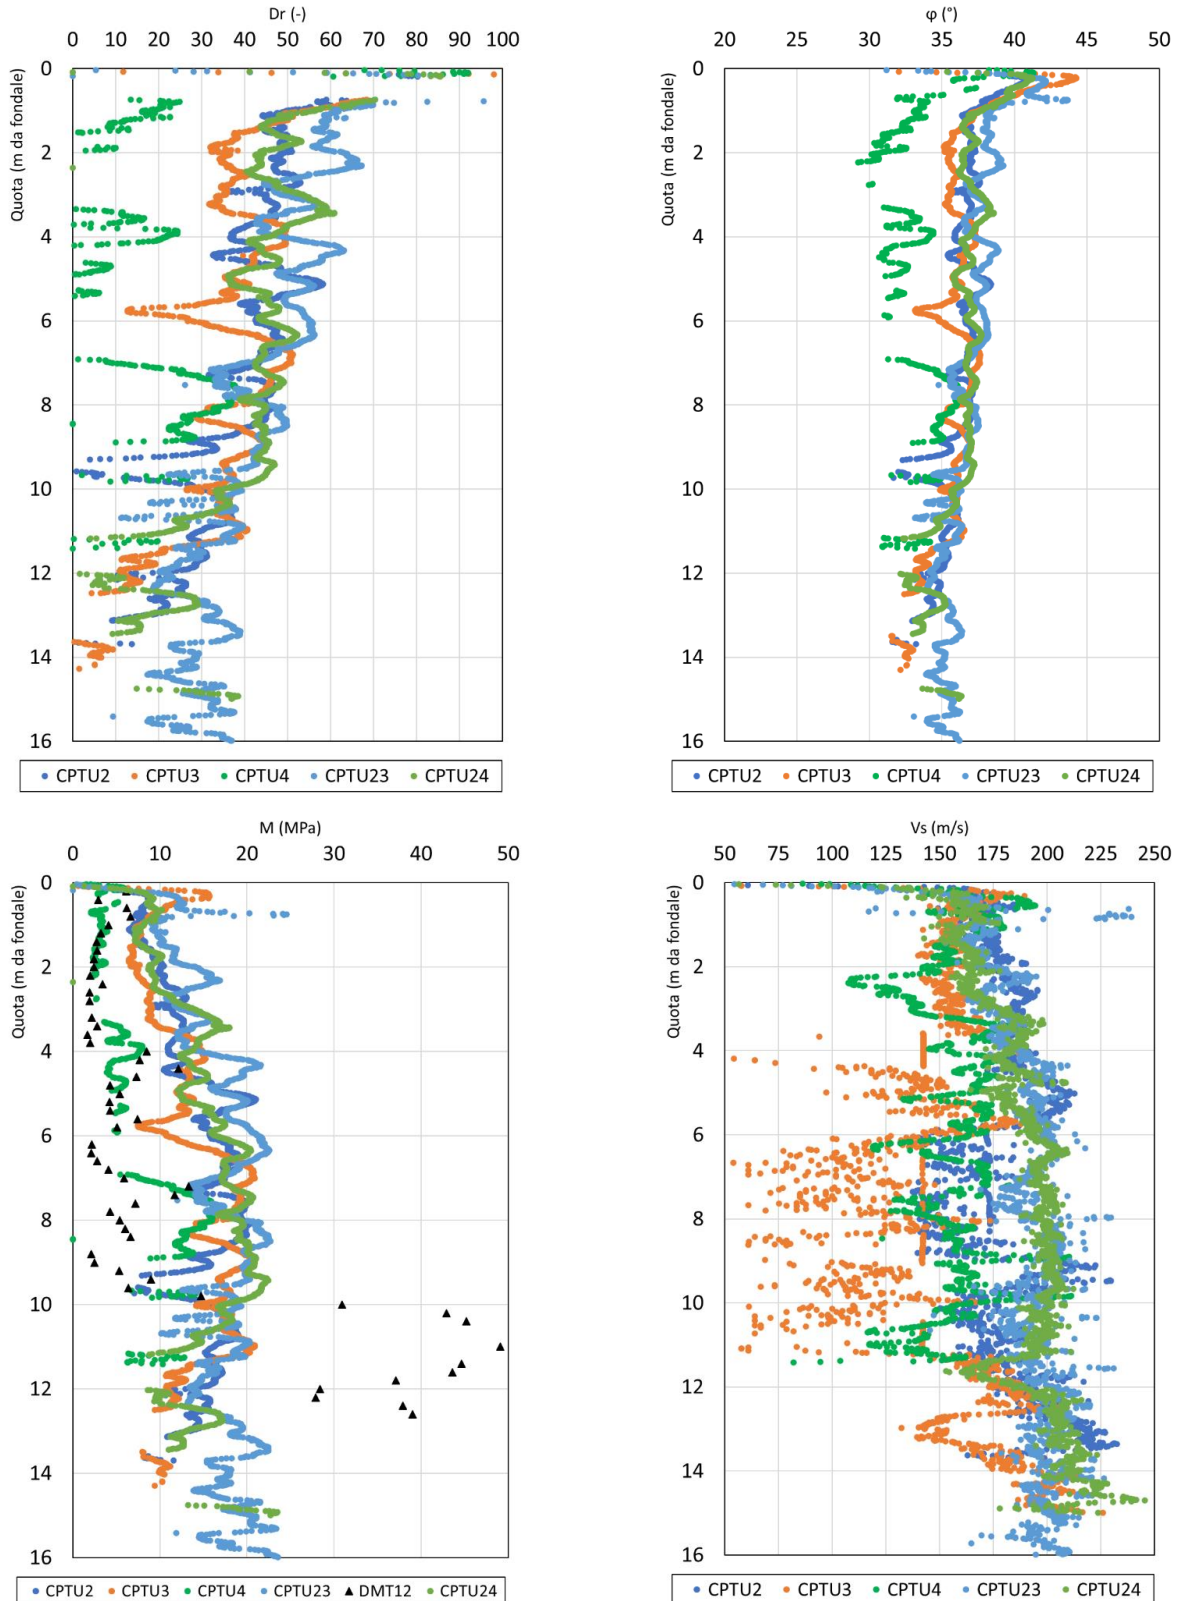 Dr (-)
0 10 20 30 40 50 60 70 80 90 100
Quota (m da fondale)
0
2
4
6
8
10
12
14
16
CPTU2 CPTU3 CPTU4 CPTU23 CPTU24
φ (°)
20 25 30 35 40 45 50
Quota (m da fondale)
0
2
4
6
8
10
12
14
16
CPTU2 CPTU3 CPTU4 CPTU23 CPTU24
M (MPa)
0 10 20 30 40 50
Quota (m da fondale)
0
2
4
6
8
10
12
14
16
CPTU2 CPTU3 CPTU4 CPTU23 DMT12 CPTU24
Vs (m/s)
50 75 100 125 150 175 200 225 250
Quota (m da fondale)
0
2
4
6
8
10
12
14
16
CPTU2 CPTU3 CPTU4 CPTU23 CPTU24